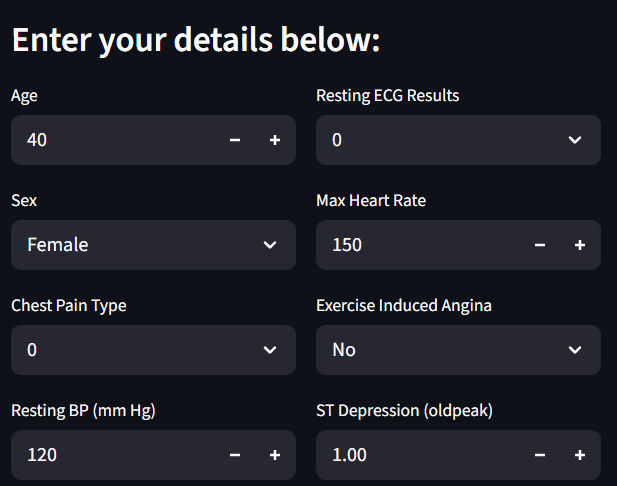 Enter your details below:
Age
Resting ECG Results
40
0
Sex
Max Heart Rate
Female
150
Chest Pain Type
Exercise Induced Angina
0
No
Resting BP (mm Hg)
ST Depression (oldpeak)
120
1.00